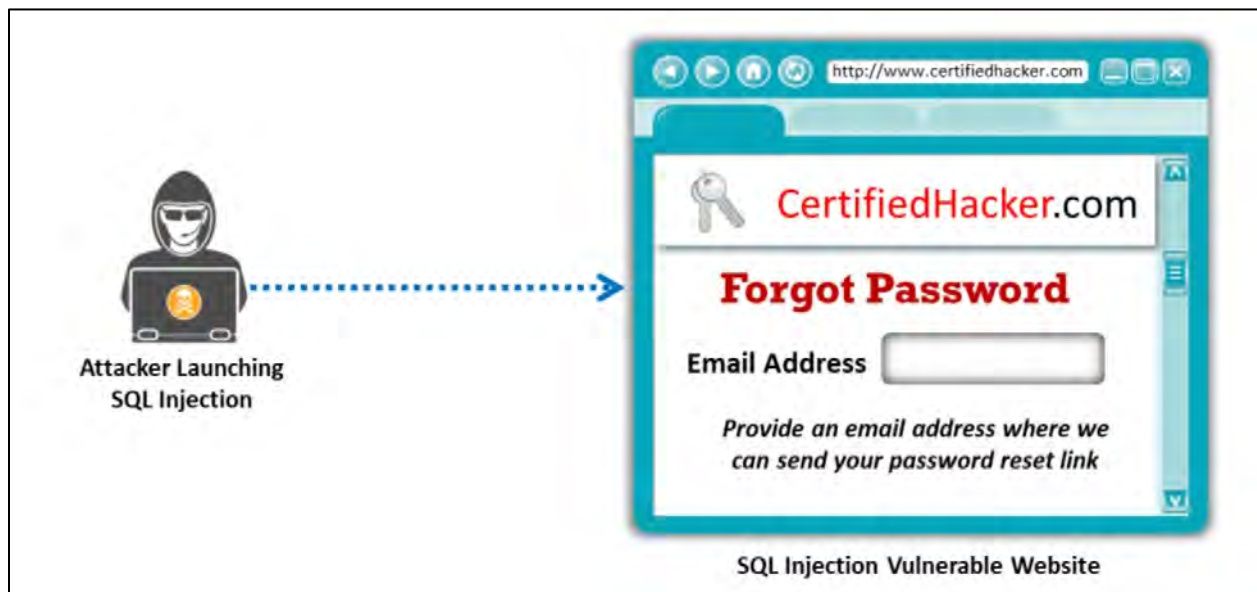 http://www.certifiedhacker.com
CertifiedHacker.com
Forgot Password
Email Address
Provide an email address where we
can send your password reset link
Attacker Launching
SQL Injection
SQL Injection Vulnerable Website